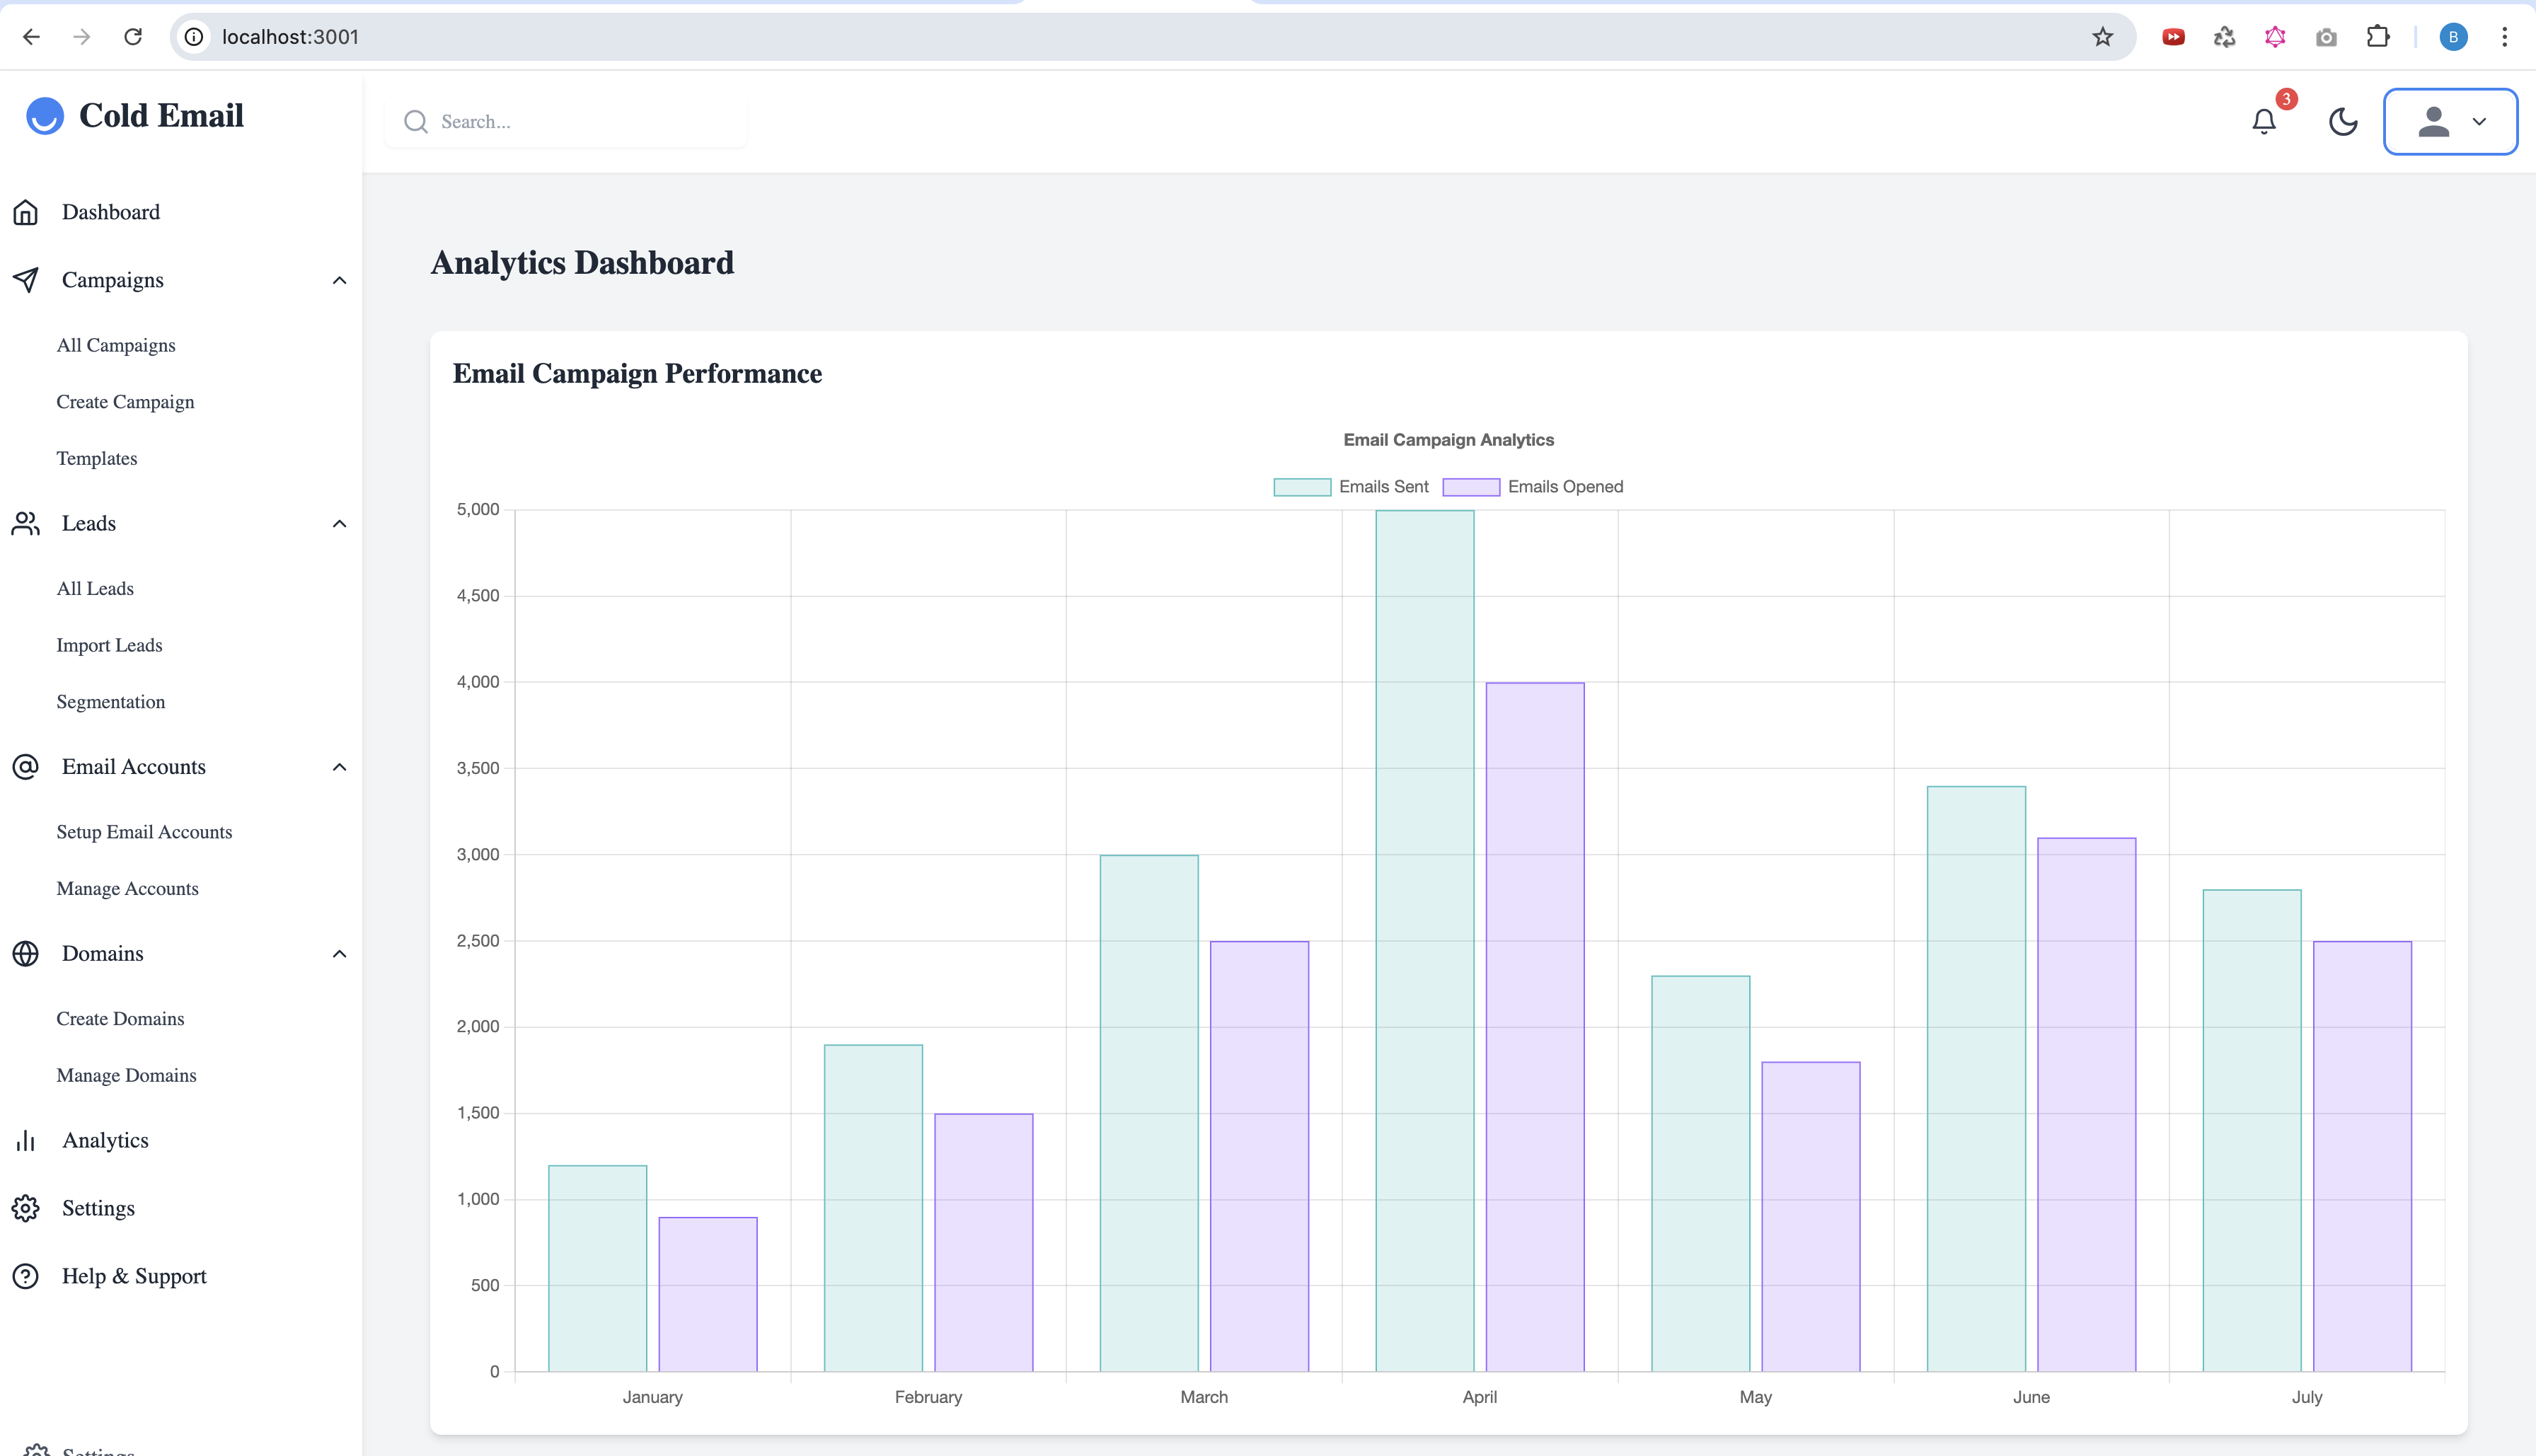 localhost:3001
B
Cold Email
Search...
3
Dashboard
Campaigns
All Campaigns
Create Campaign
Templates
Leads
All Leads
Import Leads
Segmentation
Email Accounts
Setup Email Accounts
Manage Accounts
Domains
Create Domains
Manage Domains
Analytics
Settings
Help & Support
Settings
Analytics Dashboard
Email Campaign Performance
Email Campaign Analytics
Emails Sent Emails Opened
5,000
4,500
4,000
3,500
3,000
2,500
2,000
1,500
1,000
500
0
January February March April May June July